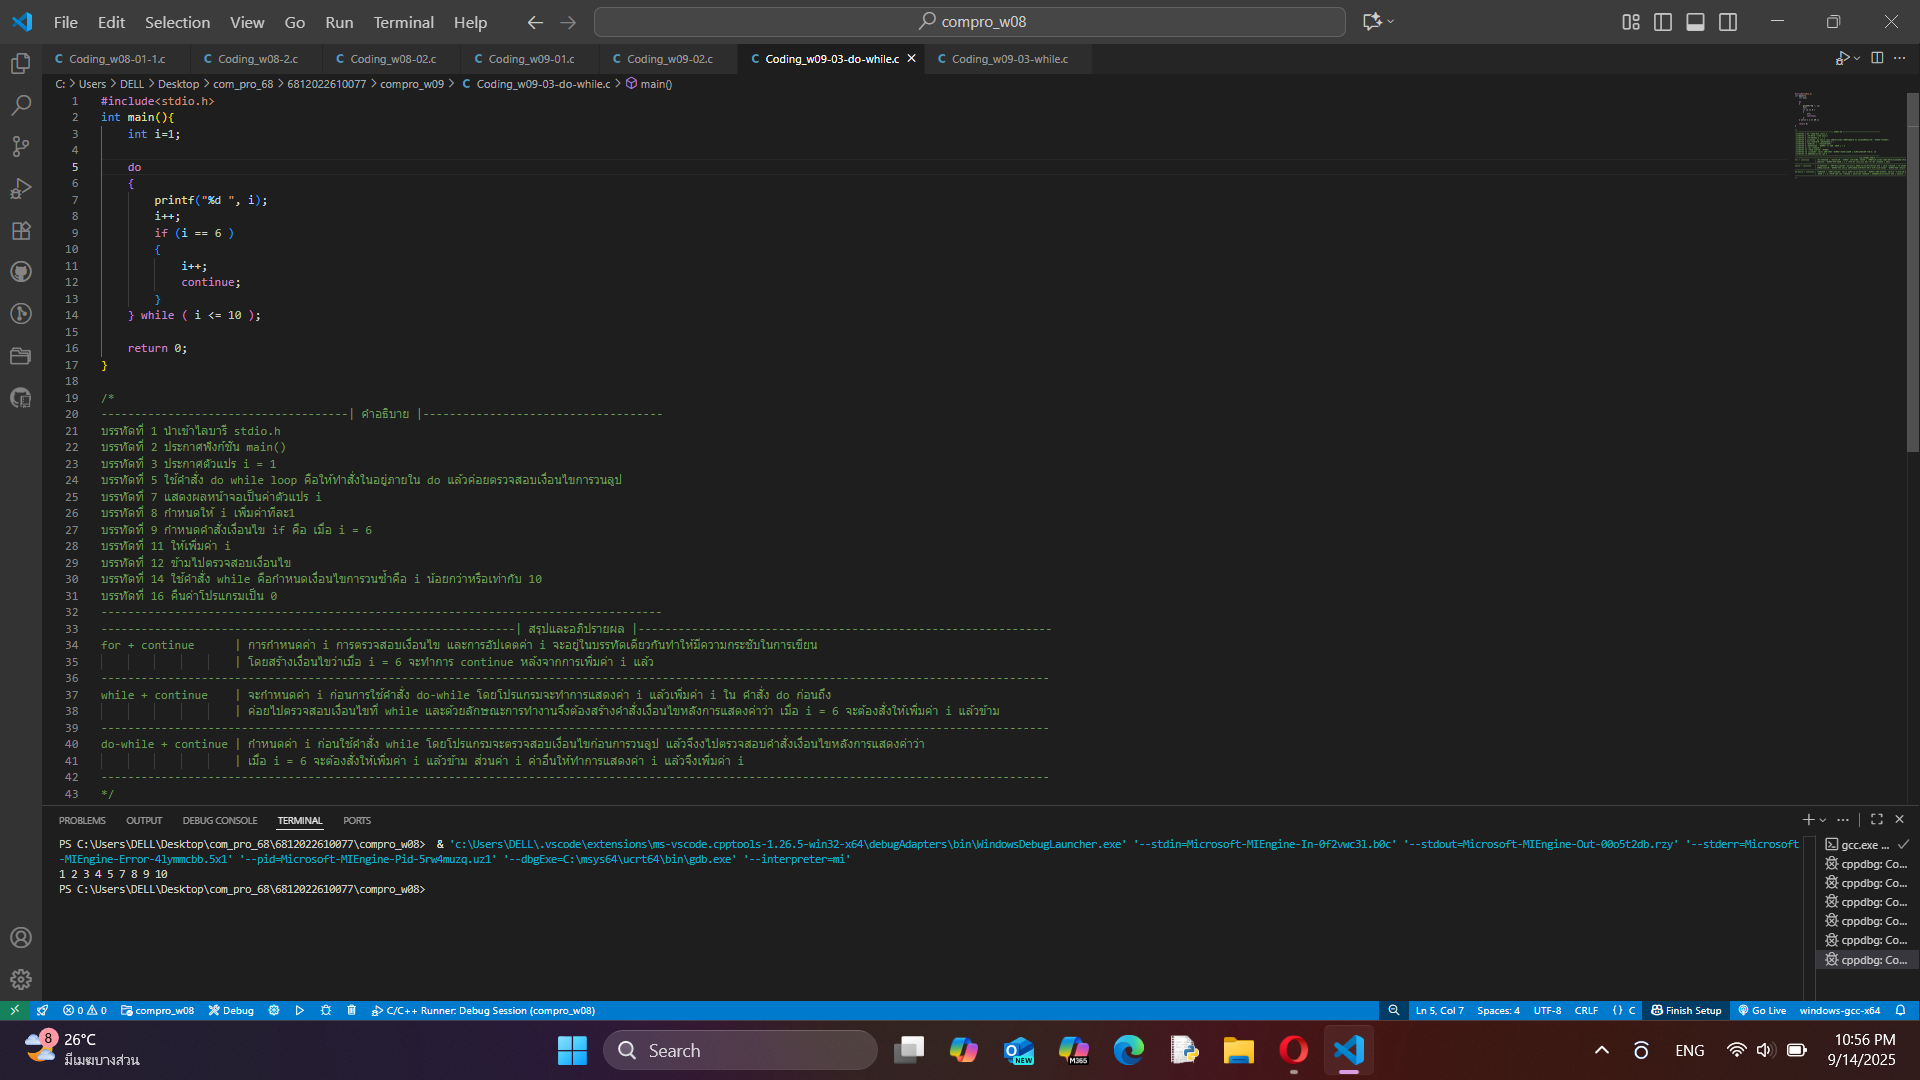 File Edit Selection View Go Run Terminal Help
compro_w08
C Coding_w08-01-1.c C Coding_w08-2.c C Coding_w08-02.c C Coding_w09-01.c C Coding_w09-02.c C Coding_w09-03-do-while.c C Coding_w09-03-while.c
C: > Users > DELL > Desktop > com_pro_68 > 6812022610077 > compro_w09 > C Coding_w09-03-do-while.c > main()
1 #include<stdio.h>
2 int main(){
3 int i=1;
4
5 do
6 {
7 printf("%d ", i);
8 i++;
9 if (i == 6 )
10 {
11 i++;
12 continue;
13 }
14 } while ( i <= 10 );
15
16 return 0;
17 }
18
19 /*
20 -------------------------------------| คำอธิบาย |------------------------------------
21 บรรทัดที่ 1 นำเข้าไลบารี stdio.h
22 บรรทัดที่ 2 ประกาศฟังก์ชัน main()
23 บรรทัดที่ 3 ประกาศตัวแปร i = 1
24 บรรทัดที่ 5 ใช้คำสั่ง do while loop คือให้ทำสั่งในอยู่ภายใน do แล้วค่อยตรวจสอบเงื่อนไขการวนลูป
25 บรรทัดที่ 7 แสดงผลหน้าจอเป็นค่าตัวแปร i
26 บรรทัดที่ 8 กำหนดให้ i เพิ่มค่าทีละ1
27 บรรทัดที่ 9 กำหนดคำสั่งเงื่อนไข if คือ เมื่อ i = 6
28 บรรทัดที่ 11 ให้เพิ่มค่า i
29 บรรทัดที่ 12 ข้ามไปตรวจสอบเงื่อนไข
30 บรรทัดที่ 14 ใช้คำสั่ง while คือกำหนดเงื่อนไขการวนซ้ำคือ i น้อยกว่าหรือเท่ากับ 10
31 บรรทัดที่ 16 คืนค่าโปรแกรมเป็น 0
32 ------------------------------------------------------------------------------------
33 --------------------------------------------------------------| สรุปและอภิปรายผล |--------------------------------------------------------------
34 for + continue | การกำหนดค่า i การตรวจสอบเงื่อนไข และการอัปเดตค่า i จะอยู่ในบรรทัดเดียวกันทำให้มีความกระชับในการเขียน
35 | โดยสร้างเงื่อนไขว่าเมื่อ i = 6 จะทำการ continue หลังจากการเพิ่มค่า i แล้ว
36 ----------------------------------------------------------------------------------------------------------------------------------------------
37 while + continue | จะกำหนดค่า i ก่อนการใช้คำสั่ง do-while โดยโปรแกรมจะทำการแสดงค่า i แล้วเพิ่มค่า i ใน คำสั่ง do ก่อนถึง
38 | ค่อยไปตรวจสอบเงื่อนไขที่ while และด้วยลักษณะการทำงานจึงต้องสร้างคำสั่งเงื่อนไขหลังการแสดงค่าว่า เมื่อ i = 6 จะต้องสั่งให้เพิ่มค่า i แล้วข้าม
39 ----------------------------------------------------------------------------------------------------------------------------------------------
40 do-while + continue | กำหนดค่า i ก่อนใช้คำสั่ง while โดยโปรแกรมจะตรวจสอบเงื่อนไขก่อนการวนลูป แล้วจึงงไปตรวจสอบคำสั่งเงื่อนไขหลังการแสดงค่าว่า
41 | เมื่อ i = 6 จะต้องสั่งให้เพิ่มค่า i แล้วข้าม ส่วนค่า i ค่าอื่นให้ทำการแสดงค่า i แล้วจึงเพิ่มค่า i
42 ----------------------------------------------------------------------------------------------------------------------------------------------
43 */
PROBLEMS OUTPUT DEBUG CONSOLE TERMINAL PORTS
PS C:\Users\DELL\Desktop\com_pro_68\6812022610077\compro_w08> & 'c:\Users\DELL\.vscode\extensions\ms-vscode.cpptools-1.26.5-win32-x64\debugAdapters\bin\WindowsDebugLauncher.exe' '--stdin=Microsoft-MIEngine-In-0f2vwc3l.b0c' '--stdout=Microsoft-MIEngine-Out-00o5t2db.rzy' '--stderr=Microsoft
-MIEngine-Error-4lymmcbb.5x1' '--pid=Microsoft-MIEngine-Pid-5rw4muzq.uz1' '--dbgExe=C:\msys64\ucrt64\bin\gdb.exe' '--interpreter=mi'
1 2 3 4 5 7 8 9 10
PS C:\Users\DELL\Desktop\com_pro_68\6812022610077\compro_w08>
gcc.exe ...
cppdbg: Co...
cppdbg: Co...
cppdbg: Co...
cppdbg: Co...
cppdbg: Co...
cppdbg: Co...
0 0 compro_w08 Debug C/C++ Runner: Debug Session (compro_w08) Ln 5, Col 7 Spaces: 4 UTF-8 CRLF {} C Finish Setup Go Live windows-gcc-x64
8 26°C
มีเมฆบางส่วน
Search
NEW
M365
ENG
10:56 PM
9/14/2025